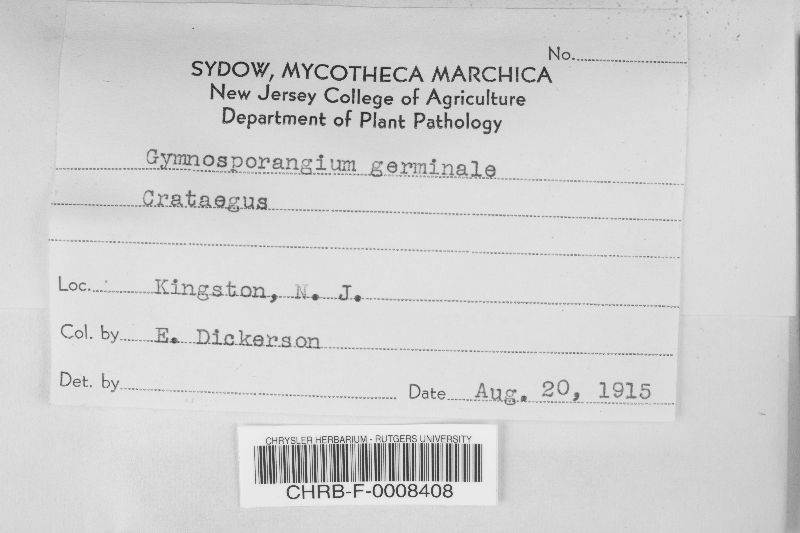 No.
SYDOW, MYCOTHECA MARCHICA
New Jersey College of Agriculture
Department of Plant Pathology
Gymnosporangium germinale
Crataegus
Loc. Kingston, N. J.
Col. by E. Dickerson
Det. by
Date Aug. 20, 1915
CHRYSLER HERBARIUM - RUTGERS UNIVERSITY
CHRB-F-0008408